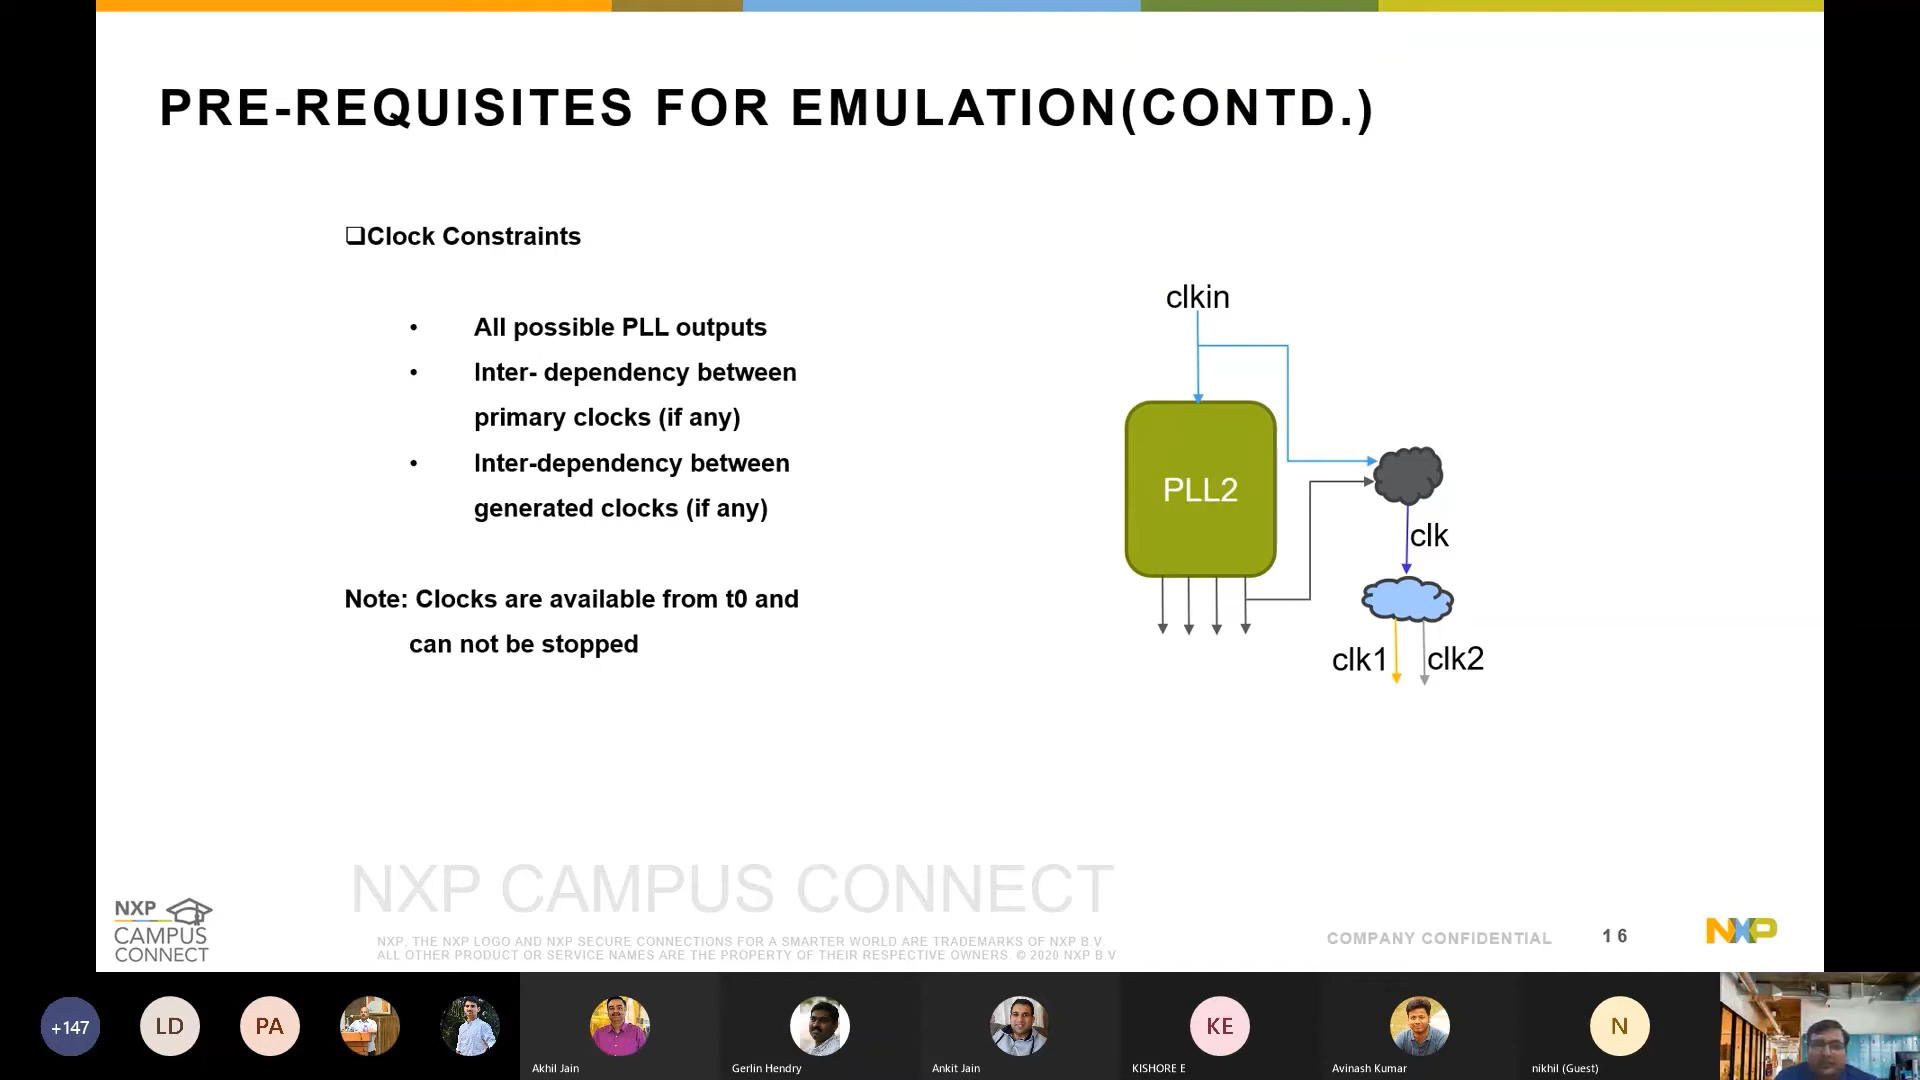 PRE-REQUISITES FOR EMULATION(CONTD.)
❑Clock Constraints
• All possible PLL outputs
• Inter- dependency between
primary clocks (if any)
• Inter-dependency between
generated clocks (if any)
Note: Clocks are available from t0 and
can not be stopped
clkin
PLL2
clk
clk1
clk2
NXP CAMPUS CONNECT
NXP
CAMPUS
CONNECT
NXP, THE NXP LOGO AND NXP SECURE CONNECTIONS FOR A SMARTER WORLD ARE TRADEMARKS OF NXP B.V.
ALL OTHER PRODUCT OR SERVICE NAMES ARE THE PROPERTY OF THEIR RESPECTIVE OWNERS. © 2020 NXP B.V.
COMPANY CONFIDENTIAL
16
NXP
+147
LD
PA
Akhil Jain
Gerlin Hendry
Ankit Jain
KE
KISHORE E
Avinash Kumar
N
nikhil (Guest)